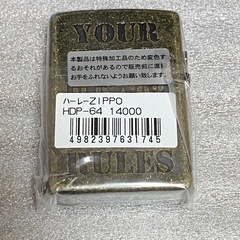 YOUR
本製品は特殊加工品のため変色す
るおそれがあるので販売前に直接
お手をふれないようお願い致します。
ハーレーZIPPO
HDP-64 14000
4982397631745
RULES